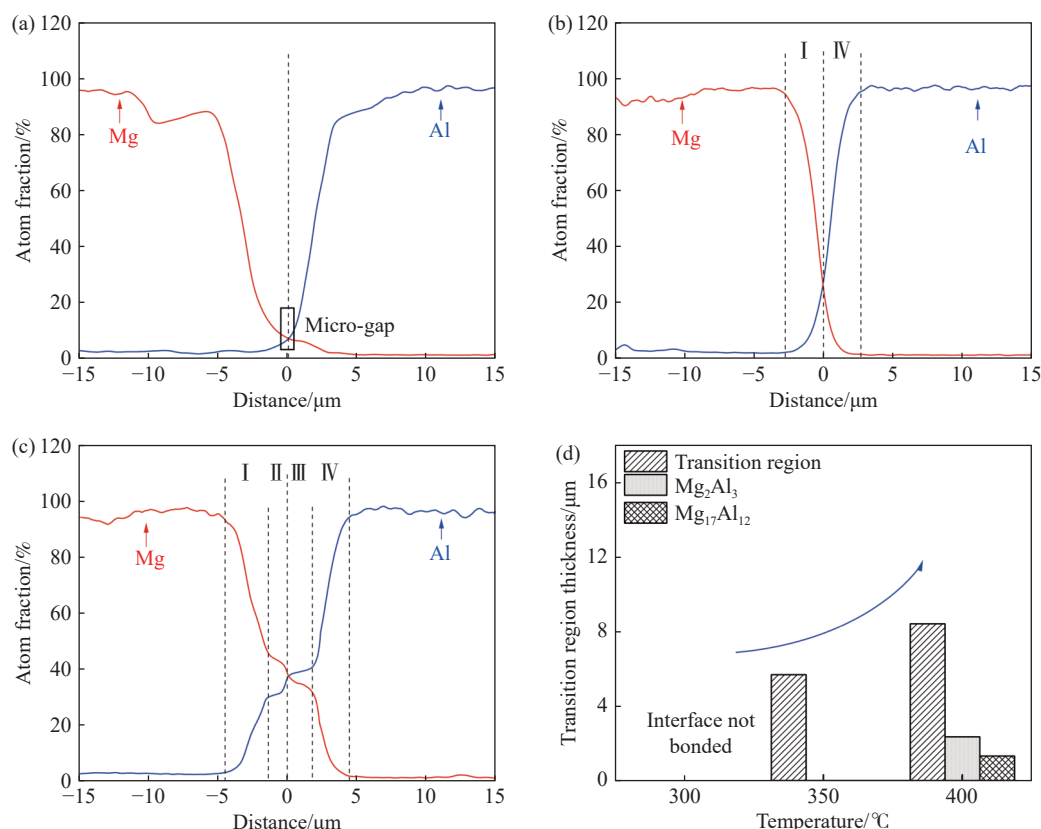 (a)
120
100
80
60
40
20
0
Atom fraction/%
Mg
Al
Micro-gap
−15 −10 −5 0 5 10 15
Distance/μm
(b)
120
100
80
60
40
20
0
Atom fraction/%
Ⅰ Ⅳ
Mg
Al
−15 −10 −5 0 5 10 15
Distance/μm
(c)
120
100
80
60
40
20
0
Atom fraction/%
Ⅰ Ⅱ Ⅲ Ⅳ
Mg
Al
−15 −10 −5 0 5 10 15
Distance/μm
(d)
16
12
8
4
0
Transition region thickness/μm
Transition region
Mg₂Al₃
Mg₁₇Al₁₂
Interface not
bonded
300 350 400
Temperature/℃